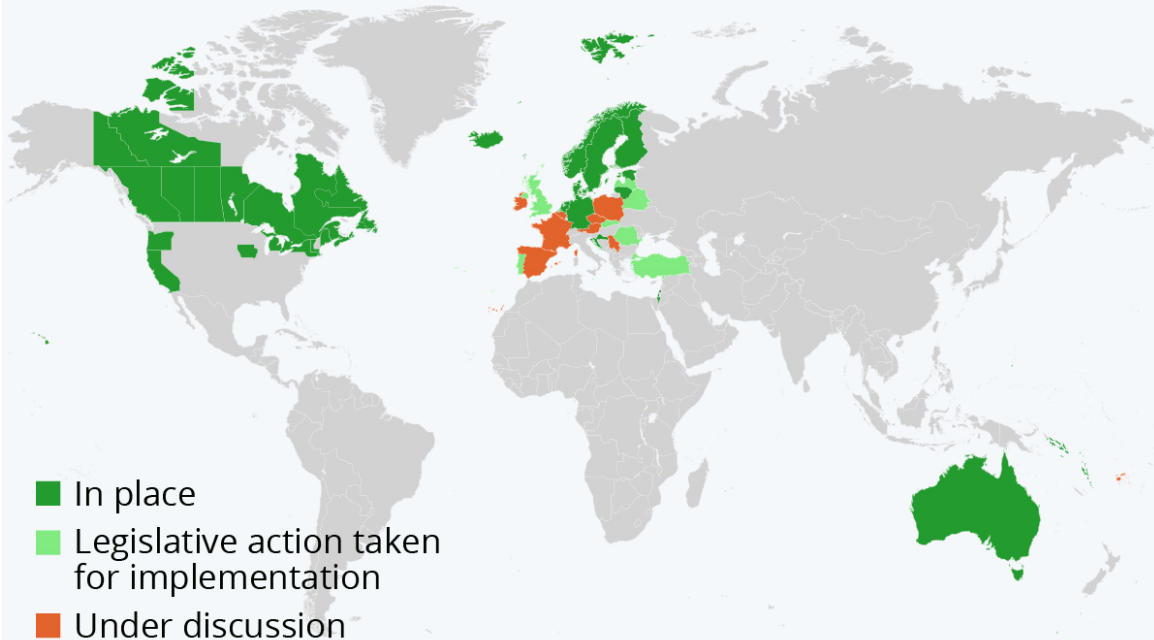 In place
Legislative action taken
for implementation
Under discussion